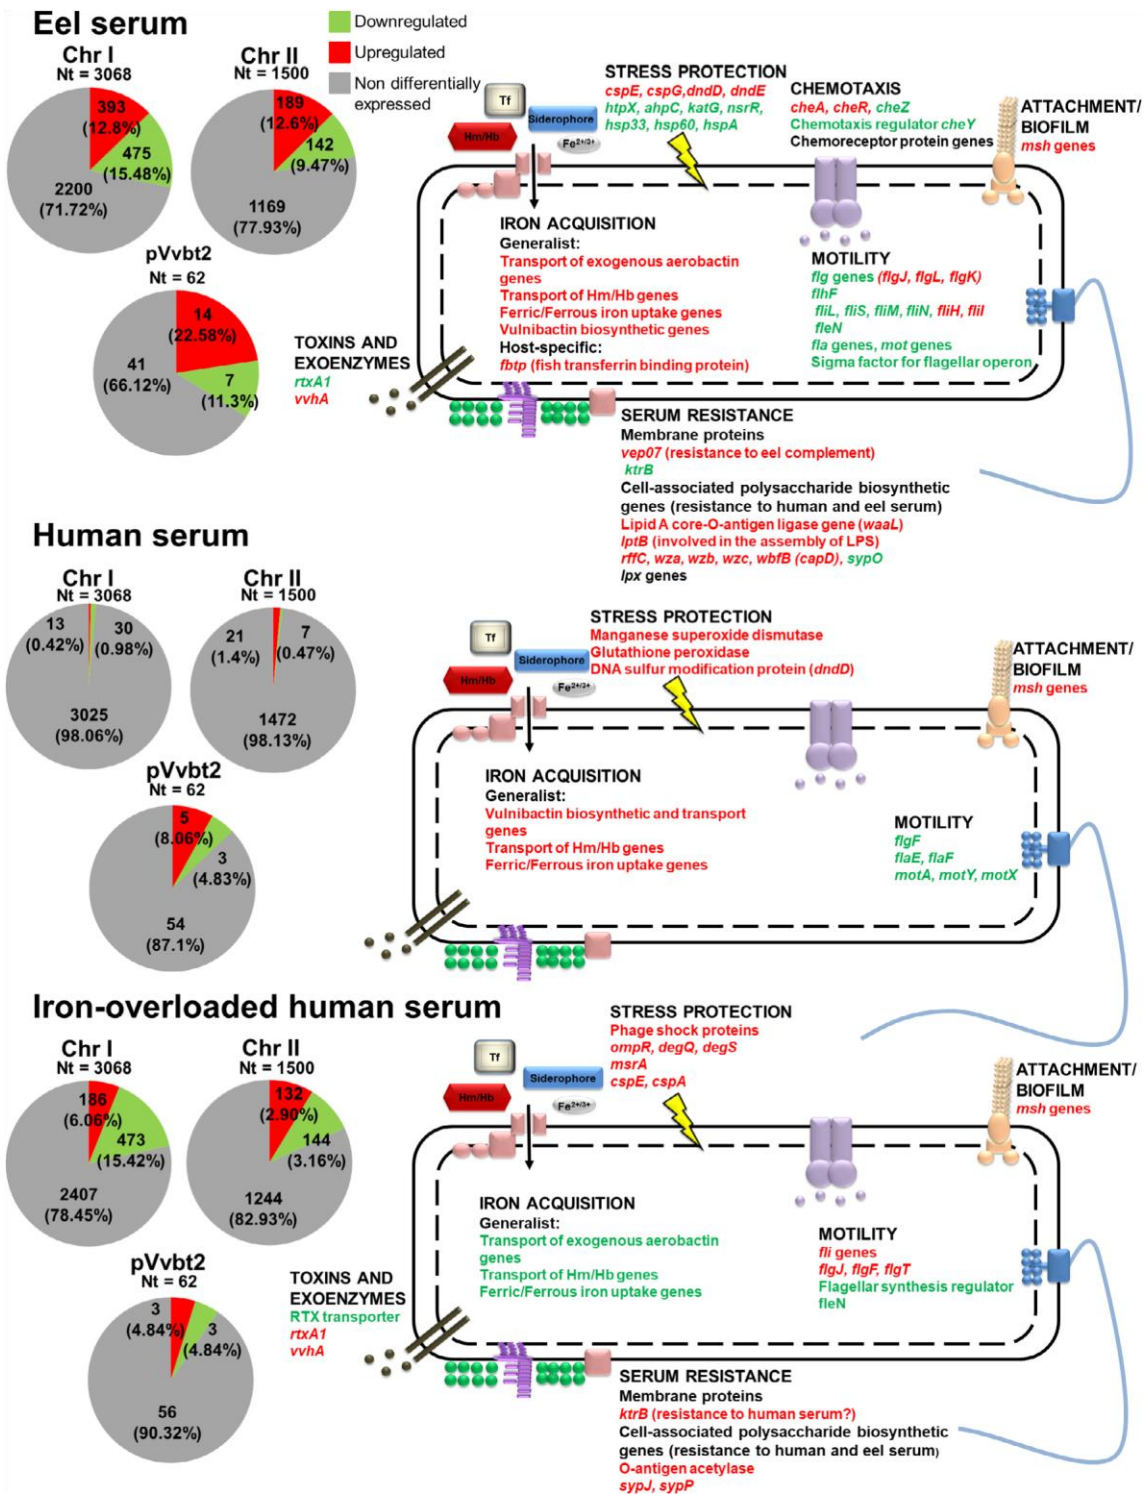 Eel serum
Downregulated
Upregulated
Non differentially
expressed
Chr I
Nt = 3068
393
(12.8%)
475
(15.48%)
2200
(71.72%)
Chr II
Nt = 1500
189
(12.6%)
142
(9.47%)
1169
(77.93%)
pVvbt2
Nt = 62
14
(22.58%)
41
(66.12%)
7
(11.3%)
Tf
Siderophore
Hm/Hb
Fe2+/3+
STRESS PROTECTION
cspE, cspG,dndD, dndE
htpX, ahpC, katG, nsrR,
hsp33, hsp60, hspA
CHEMOTAXIS
cheA, cheR, cheZ
Chemotaxis regulator cheY
Chemoreceptor protein genes
ATTACHMENT/
BIOFILM
msh genes
IRON ACQUISITION
Generalist:
Transport of exogenous aerobactin
genes
Transport of Hm/Hb genes
Ferric/Ferrous iron uptake genes
Vulnibactin biosynthetic genes
Host-specific:
fbtp (fish transferrin binding protein)
MOTILITY
flg genes (flgJ, flgL, flgK)
flhF
fliL, fliS, fliM, fliN, fliH, fliI
fleN
fla genes, mot genes
Sigma factor for flagellar operon
TOXINS AND
EXOENZYMES
rtxA1
vvhA
SERUM RESISTANCE
Membrane proteins
vep07 (resistance to eel complement)
ktrB
Cell-associated polysaccharide biosynthetic
genes (resistance to human and eel serum)
Lipid A core-O-antigen ligase gene (waaL)
lptB (involved in the assembly of LPS)
rffC, wza, wzb, wzc, wbfB (capD), sypO
lpx genes
Human serum
Chr I
Nt = 3068
13
(0.42%)
30
(0.98%)
3025
(98.06%)
Chr II
Nt = 1500
21
(1.4%)
7
(0.47%)
1472
(98.13%)
pVvbt2
Nt = 62
5
(8.06%)
3
(4.83%)
54
(87.1%)
Tf
Siderophore
Hm/Hb
Fe2+/3+
STRESS PROTECTION
Manganese superoxide dismutase
Glutathione peroxidase
DNA sulfur modification protein (dndD)
ATTACHMENT/
BIOFILM
msh genes
IRON ACQUISITION
Generalist:
Vulnibactin biosynthetic and transport
genes
Transport of Hm/Hb genes
Ferric/Ferrous iron uptake genes
MOTILITY
flgF
flaE, flaF
motA, motY, motX
Iron-overloaded human serum
Chr I
Nt = 3068
186
(6.06%)
473
(15.42%)
2407
(78.45%)
Chr II
Nt = 1500
132
(2.90%)
144
(3.16%)
1244
(82.93%)
pVvbt2
Nt = 62
3
(4.84%)
3
(4.84%)
56
(90.32%)
Tf
Siderophore
Hm/Hb
Fe2+/3+
STRESS PROTECTION
Phage shock proteins
ompR, degQ, degS
msrA
cspE, cspA
ATTACHMENT/
BIOFILM
msh genes
IRON ACQUISITION
Generalist:
Transport of exogenous aerobactin
genes
Transport of Hm/Hb genes
Ferric/Ferrous iron uptake genes
MOTILITY
fli genes
flgJ, flgF, flgT
Flagellar synthesis regulator
fleN
TOXINS AND
EXOENZYMES
RTX transporter
rtxA1
vvhA
SERUM RESISTANCE
Membrane proteins
ktrB (resistance to human serum?)
Cell-associated polysaccharide biosynthetic
genes (resistance to human and eel serum)
O-antigen acetylase
sypJ, sypP